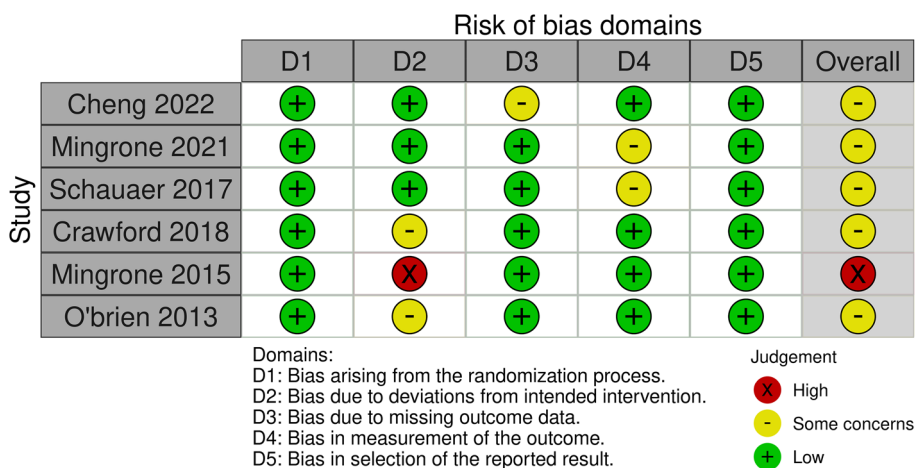 Risk of bias domains
D1 D2 D3 D4 D5 Overall
Study
Cheng 2022 + + - + + -
Mingrone 2021 + + + - + -
Schauaer 2017 + + + - + -
Crawford 2018 + - + + + -
Mingrone 2015 + X + + + X
O'brien 2013 + - + + + -
Domains:
D1: Bias arising from the randomization process.
D2: Bias due to deviations from intended intervention.
D3: Bias due to missing outcome data.
D4: Bias in measurement of the outcome.
D5: Bias in selection of the reported result.
Judgement
X High
- Some concerns
+ Low